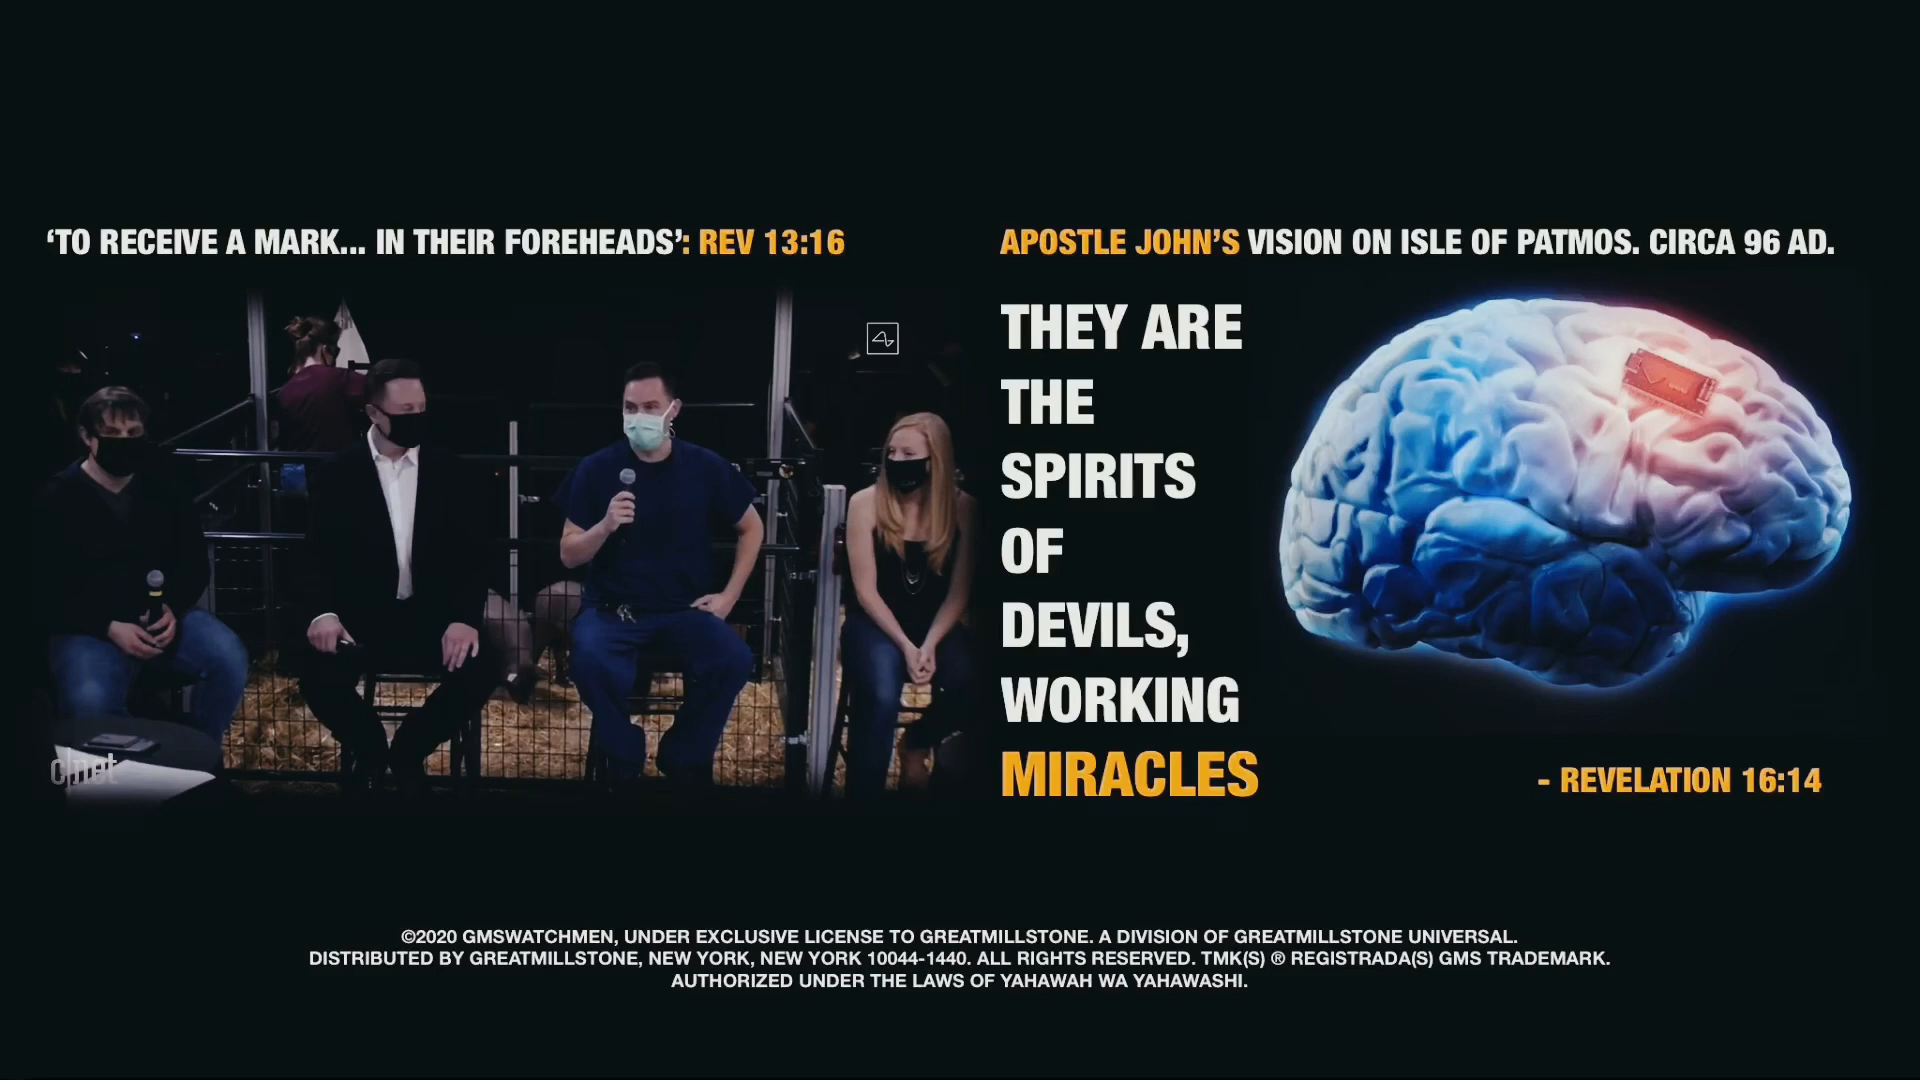 ‘TO RECEIVE A MARK... IN THEIR FOREHEADS’: REV 13:16
APOSTLE JOHN’S VISION ON ISLE OF PATMOS. CIRCA 96 AD.
THEY ARE
THE
SPIRITS
OF
DEVILS,
WORKING
MIRACLES
- REVELATION 16:14
c|net
©2020 GMSWATCHMEN, UNDER EXCLUSIVE LICENSE TO GREATMILLSTONE. A DIVISION OF GREATMILLSTONE UNIVERSAL.
DISTRIBUTED BY GREATMILLSTONE, NEW YORK, NEW YORK 10044-1440. ALL RIGHTS RESERVED. TMK(S) ® REGISTRADA(S) GMS TRADEMARK.
AUTHORIZED UNDER THE LAWS OF YAHAWAH WA YAHAWASHI.